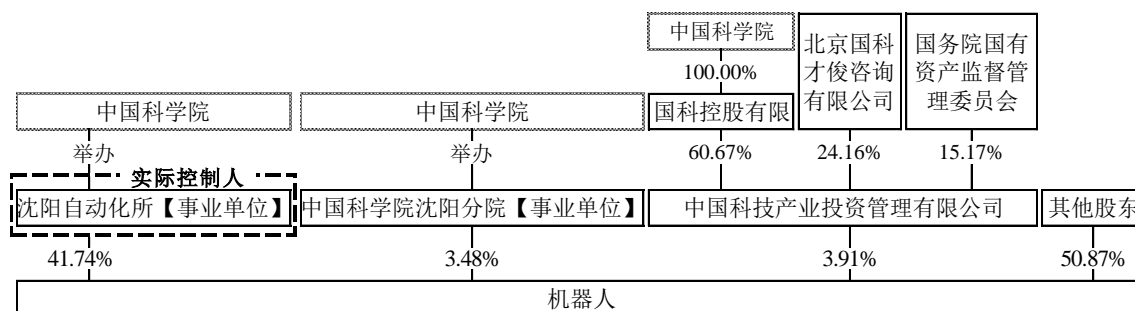 中国科学院
100.00%
北京国科
才俊咨询
有限公司
国务院国有
资产监督管
理委员会
中国科学院
中国科学院
国科控股有限
举办
举办
60.67%
24.16%
15.17%
实际控制人
沈阳自动化所【事业单位】
中国科学院沈阳分院【事业单位】
中国科技产业投资管理有限公司
其他股东
41.74%
3.48%
3.91%
50.87%
机器人